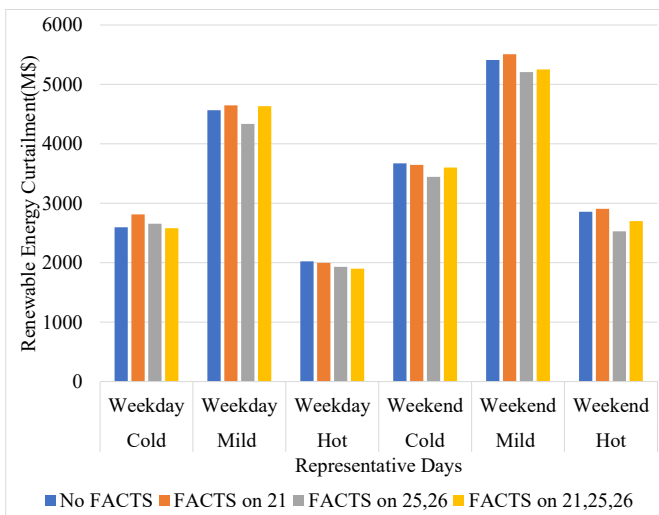 Renewable Energy Curtailment(M$)
6000
5000
4000
3000
2000
1000
0
Weekday Weekday Weekday Weekend Weekend Weekend
Cold Mild Hot Cold Mild Hot
Representative Days
No FACTS FACTS on 21 FACTS on 25,26 FACTS on 21,25,26